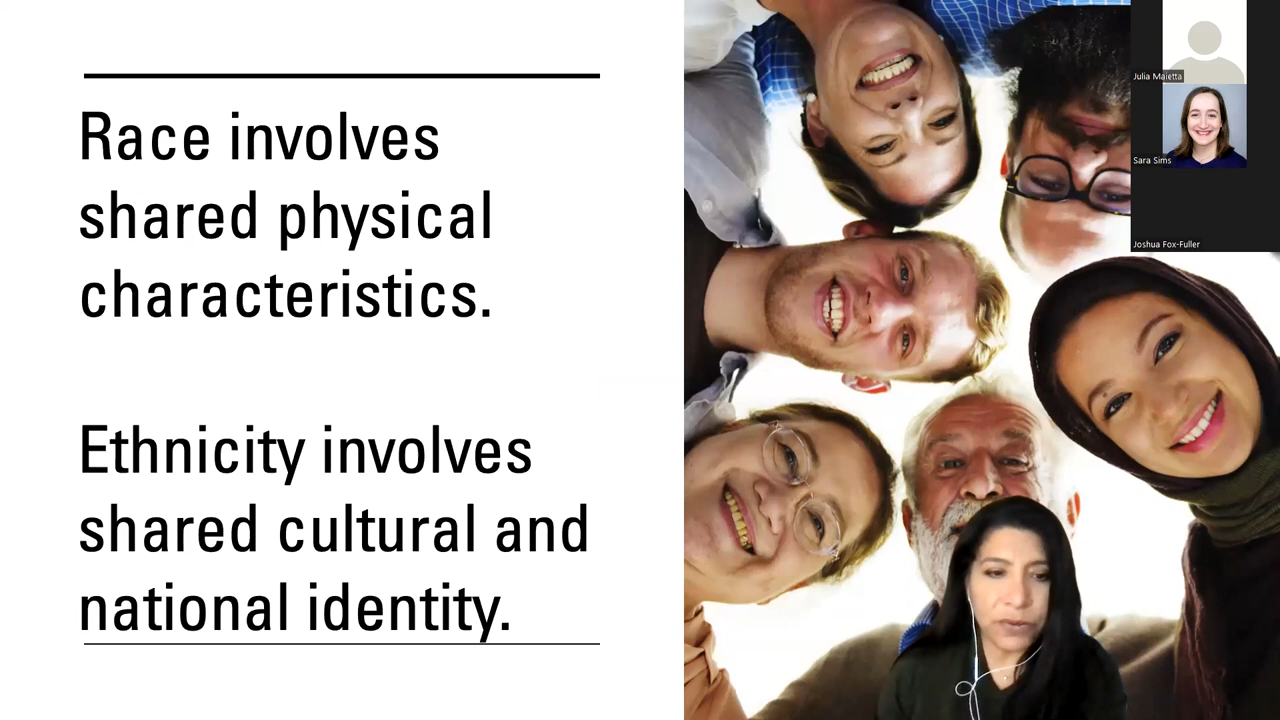 Race involves
shared physical
characteristics.
Ethnicity involves
shared cultural and
national identity.
Julia Maietta
Sara Sims
Joshua Fox-Fuller